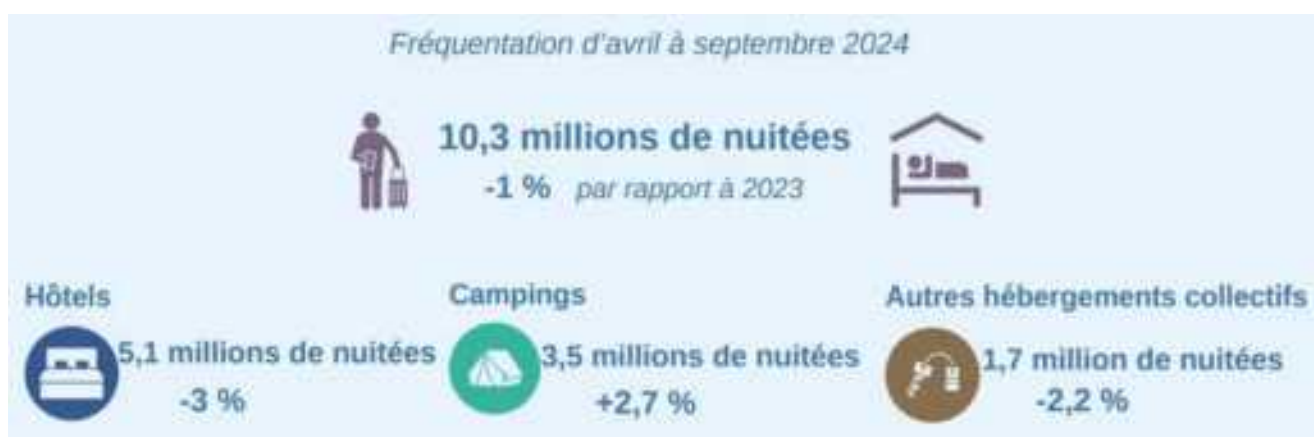 Fréquentation d'avril à septembre 2024
10,3 millions de nuitées
-1 % par rapport à 2023
Hôtels
5,1 millions de nuitées
-3 %
Campings
3,5 millions de nuitées
+2,7 %
Autres hébergements collectifs
1,7 million de nuitées
-2,2 %